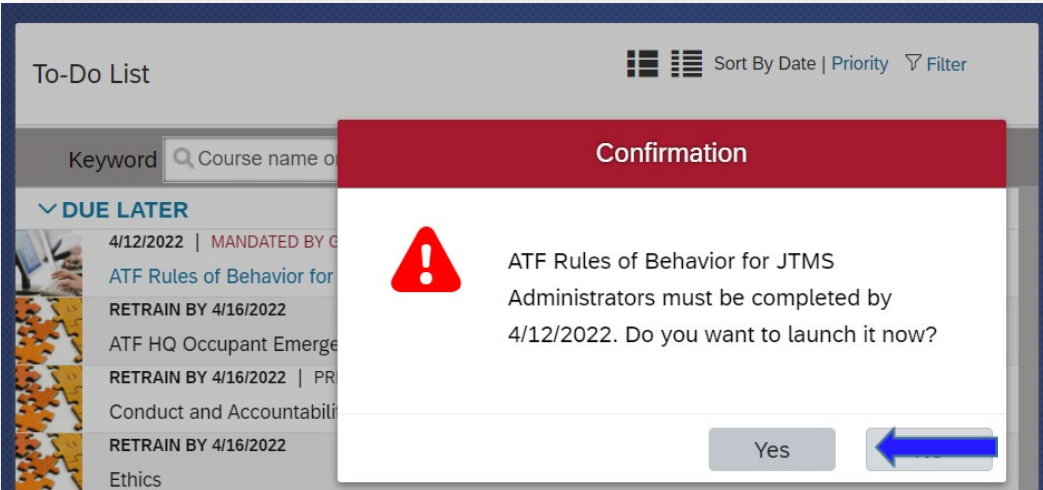 To-Do List
Sort By Date | Priority Filter
Keyword Course name o
Confirmation
DUE LATER
4/12/2022 | MANDATED BY G
ATF Rules of Behavior for
RETRAIN BY 4/16/2022
ATF HQ Occupant Emerge
RETRAIN BY 4/16/2022 | PR
Conduct and Accountabili
RETRAIN BY 4/16/2022
Ethics
ATF Rules of Behavior for JTMS
Administrators must be completed by
4/12/2022. Do you want to launch it now?
Yes